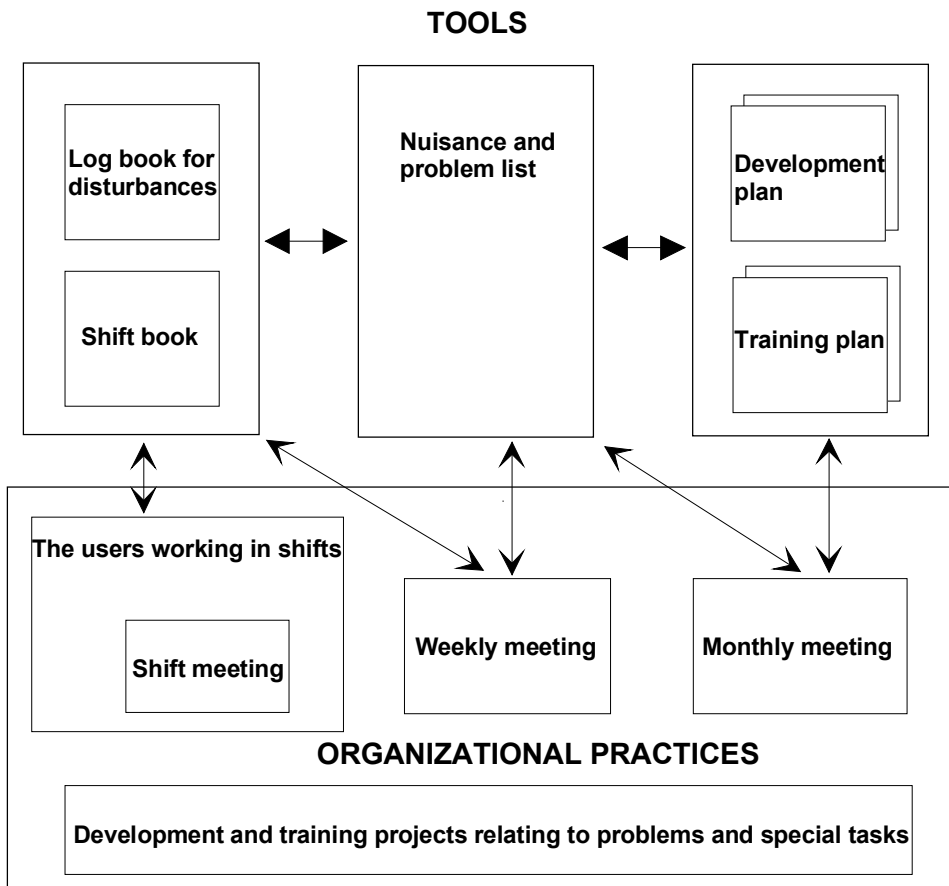 TOOLS
Log book for
disturbances
Shift book
Nuisance and
problem list
Development
plan
Training plan
The users working in shifts
Shift meeting
Weekly meeting
Monthly meeting
ORGANIZATIONAL PRACTICES
Development and training projects relating to problems and special tasks